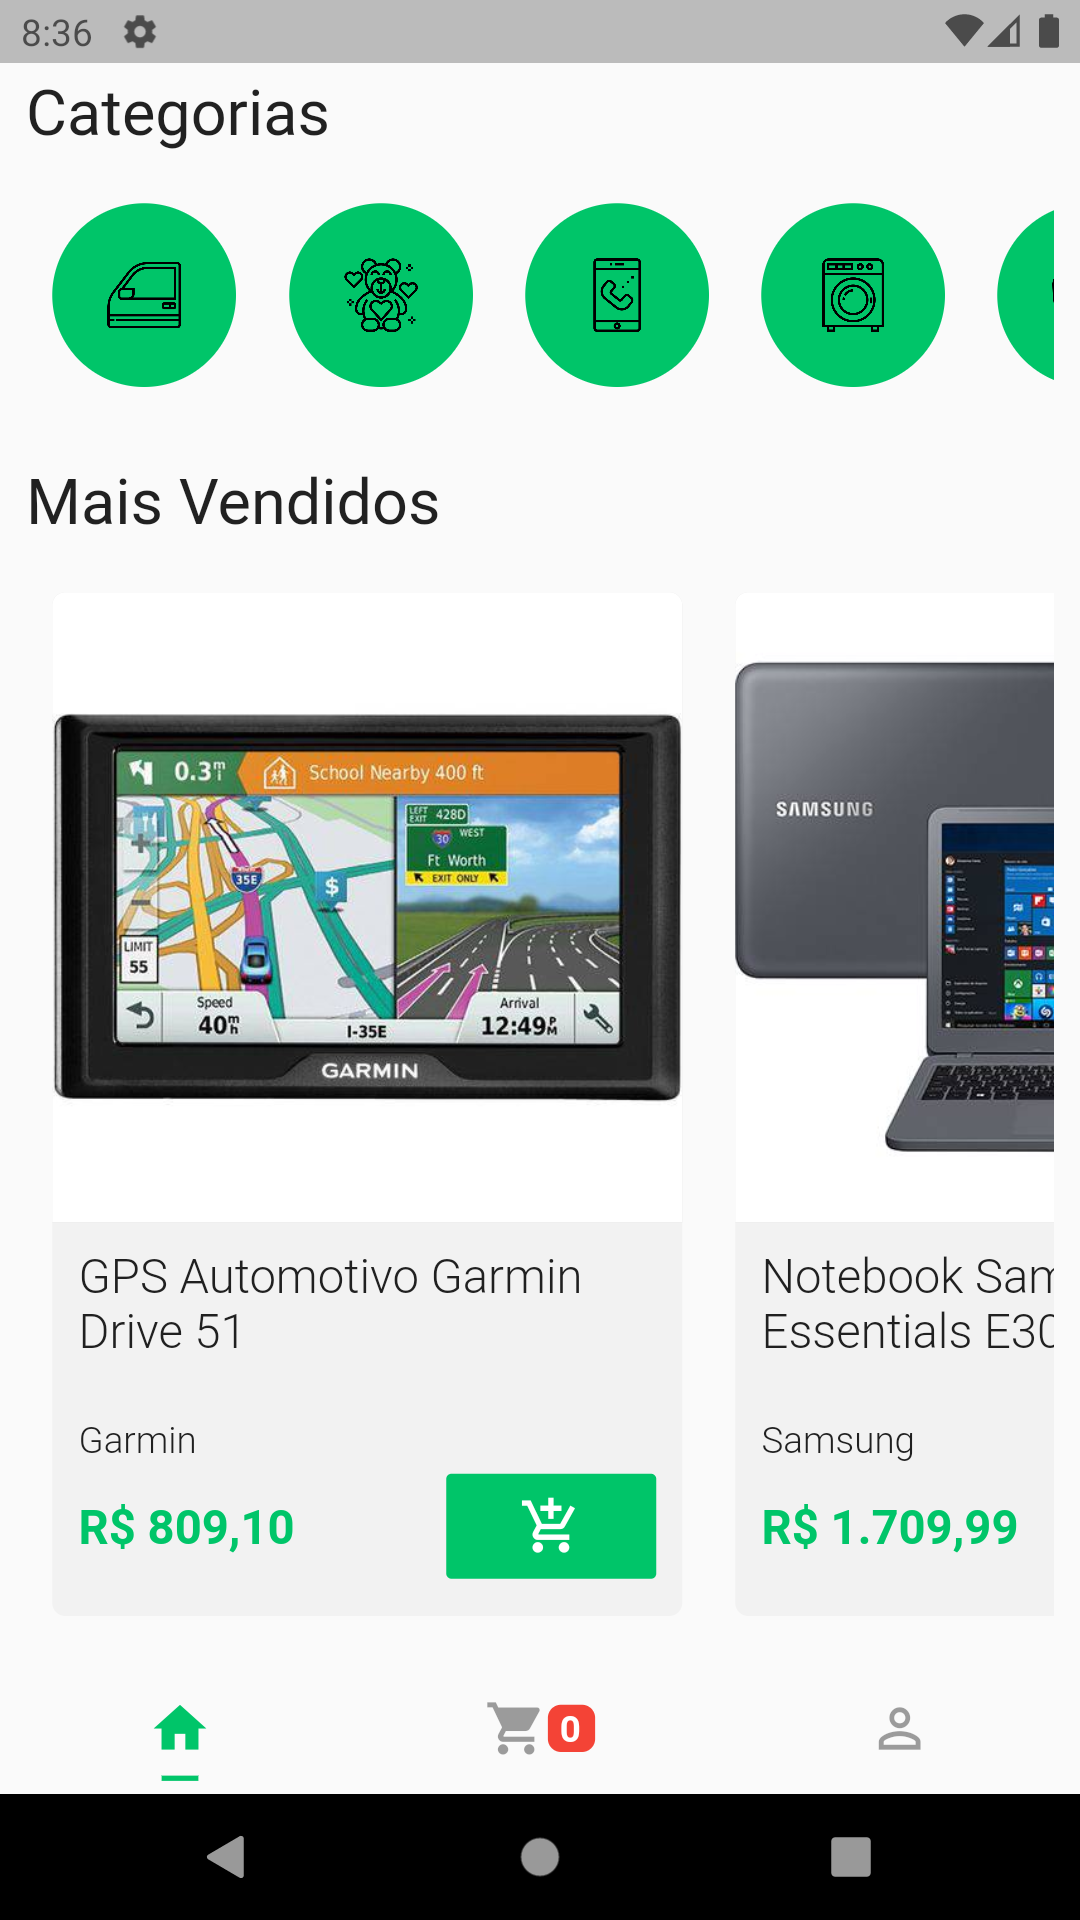 8:36
Categorias
Mais Vendidos
0.3 mi
School Nearby 400 ft
LEFT EXIT 428D
30 WEST
Ft Worth
EXIT ONLY
35E
$
LIMIT
55
Speed
40 mh
I-35E
Arrival
12:49 PM
GARMIN
SAMSUNG
GPS Automotivo Garmin
Drive 51
Garmin
R$ 809,10
Notebook Sam
Essentials E30
Samsung
R$ 1.709,99
0